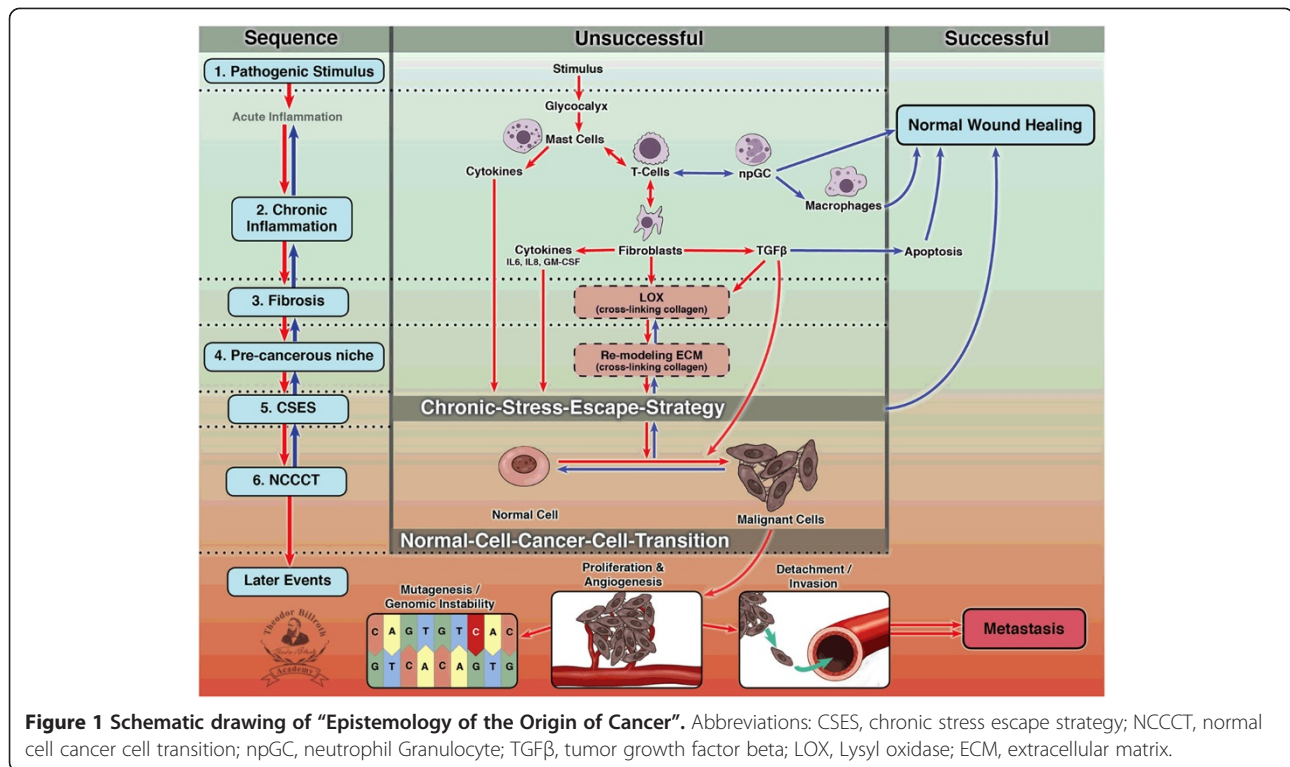 Sequence
Unsuccessful
Successful
1. Pathogenic Stimulus
Acute Inflammation
2. Chronic
Inflammation
3. Fibrosis
4. Pre-cancerous niche
5. CSES
6. NCCCT
Later Events
Stimulus
Glycocalyx
Mast Cells
Cytokines
T-Cells
npGC
Macrophages
Normal Wound Healing
Cytokines
IL6, IL8, GM-CSF
Fibroblasts
TGFβ
Apoptosis
LOX
(cross-linking collagen)
Re-modeling ECM
(cross-linking collagen)
Chronic-Stress-Escape-Strategy
Normal Cell
Malignant Cells
Normal-Cell-Cancer-Cell-Transition
Mutagenesis /
Genomic Instability
C A G T G T C A C
G T C A C A G T G
Proliferation &
Angiogenesis
Detachment /
Invasion
Metastasis
Theodor Billroth
Academy
Figure 1 Schematic drawing of “Epistemology of the Origin of Cancer”. Abbreviations: CSES, chronic stress escape strategy; NCCCT, normal
cell cancer cell transition; npGC, neutrophil Granulocyte; TGFβ, tumor growth factor beta; LOX, Lysyl oxidase; ECM, extracellular matrix.